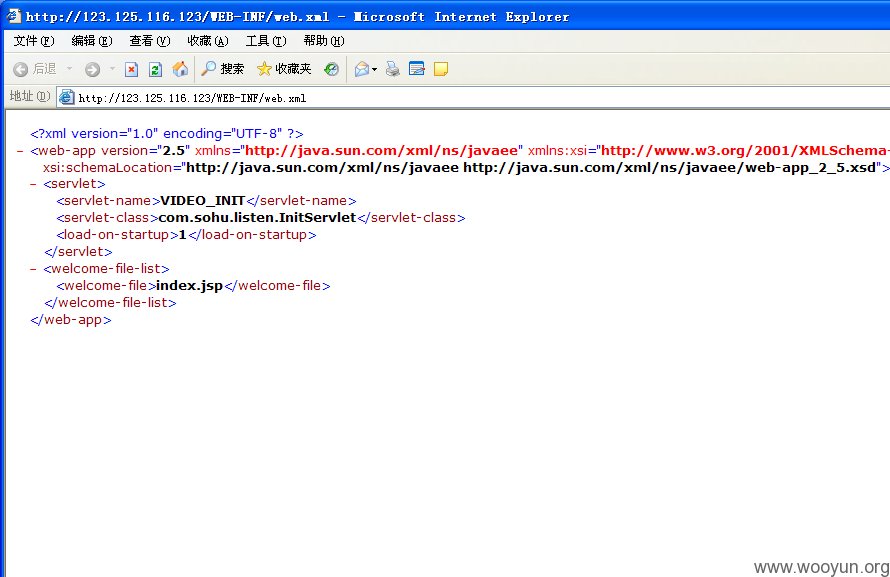 http://123.125.116.123/WEB-INF/web.xml - Microsoft Internet Explorer
文件(F) 编辑(E) 查看(V) 收藏(A) 工具(T) 帮助(H)
后退 搜索 收藏夹
地址(D) http://123.125.116.123/WEB-INF/web.xml
<?xml version="1.0" encoding="UTF-8" ?>
- <web-app version="2.5" xmlns="http://java.sun.com/xml/ns/javaee" xmlns:xsi="http://www.w3.org/2001/XMLSchema-
xsi:schemaLocation="http://java.sun.com/xml/ns/javaee http://java.sun.com/xml/ns/javaee/web-app_2_5.xsd">
- <servlet>
<servlet-name>VIDEO_INIT</servlet-name>
<servlet-class>com.sohu.listen.InitServlet</servlet-class>
<load-on-startup>1</load-on-startup>
</servlet>
- <welcome-file-list>
<welcome-file>index.jsp</welcome-file>
</welcome-file-list>
</web-app>
www.wooyun.org